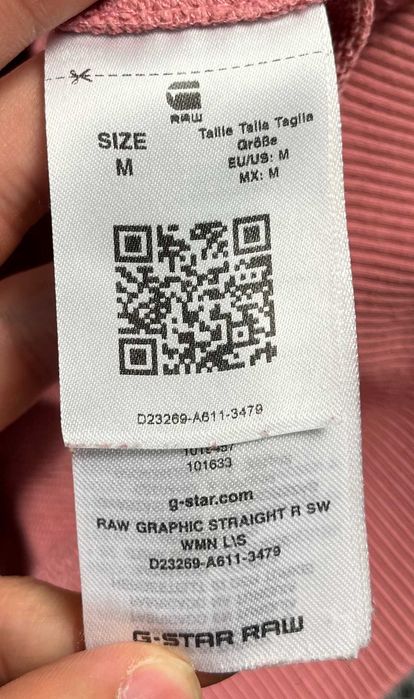 RAW
SIZE
M
Taille Talla Taglia
Größe
EU/US: M
MX: M
D23269-A611-3479
101633
g-star.com
RAW GRAPHIC STRAIGHT R SW
WMN L\S
D23269-A611-3479
G-STAR RAW